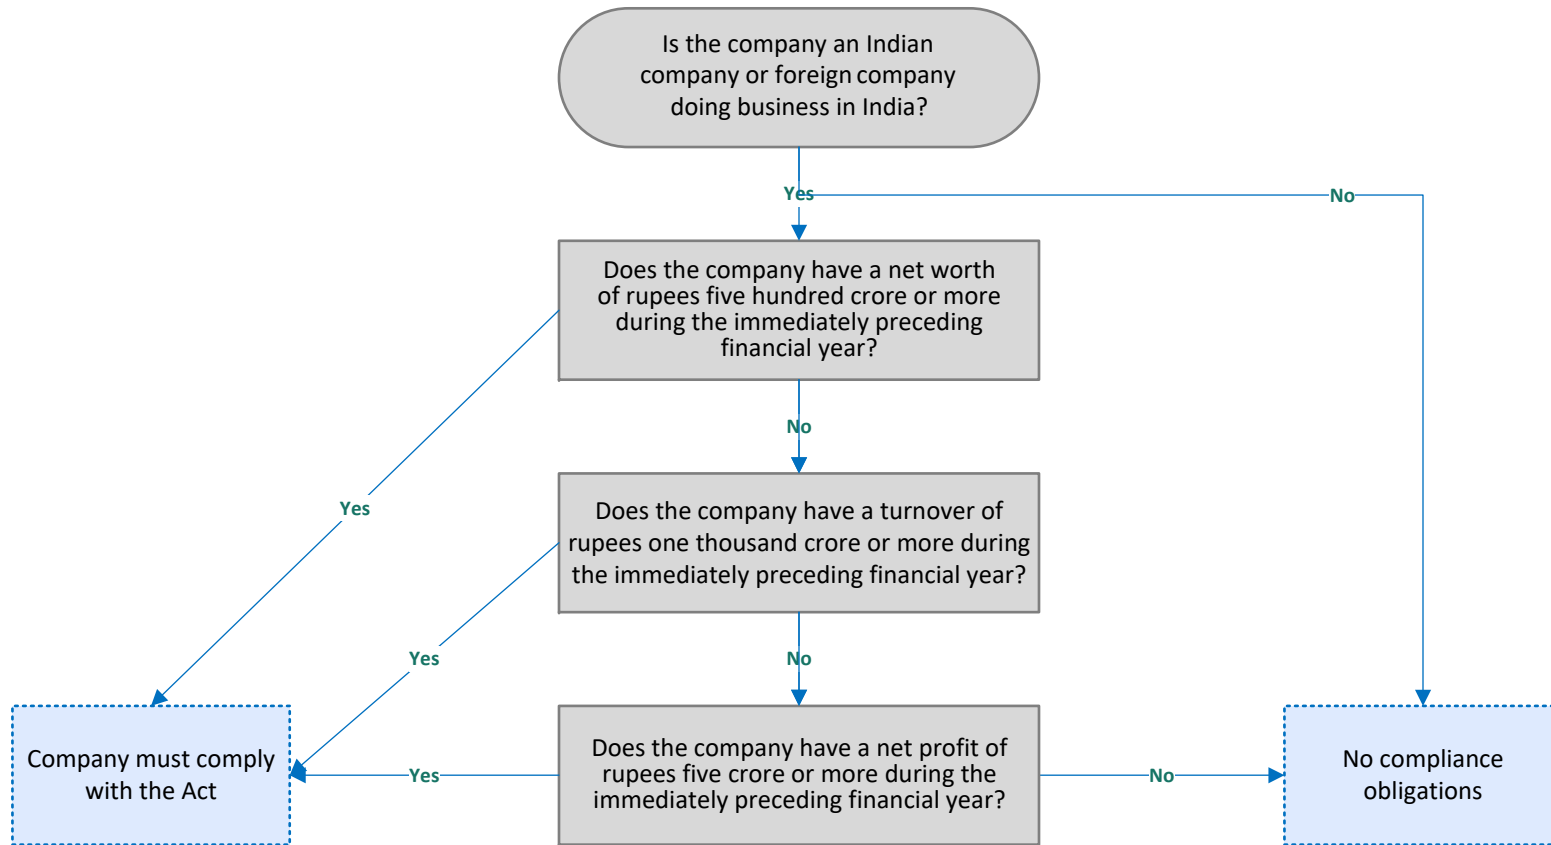 Is the company an Indian
company or foreign company
doing business in India?
Yes
No
Does the company have a net worth
of rupees five hundred crore or more
during the immediately preceding
financial year?
No
Yes
Does the company have a turnover of
rupees one thousand crore or more during
the immediately preceding financial year?
Yes
No
Company must comply
with the Act
Yes
Does the company have a net profit of
rupees five crore or more during the
immediately preceding financial year?
No
No compliance
obligations